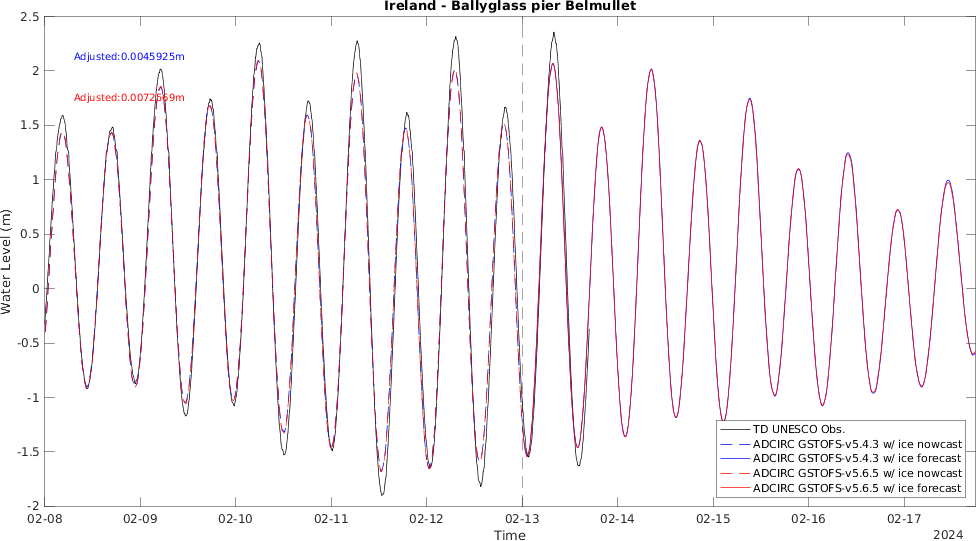 Ireland - Ballyglass pier Belmullet
2.5
2
1.5
1
0.5
0
-0.5
-1
-1.5
-2
Water Level (m)
Adjusted:0.0045925m
Adjusted:0.0072569m
TD UNESCO Obs.
ADCIRC GSTOFS-v5.4.3 w/ ice nowcast
ADCIRC GSTOFS-v5.4.3 w/ ice forecast
ADCIRC GSTOFS-v5.6.5 w/ ice nowcast
ADCIRC GSTOFS-v5.6.5 w/ ice forecast
02-08 02-09 02-10 02-11 02-12 02-13 02-14 02-15 02-16 02-17
Time
2024